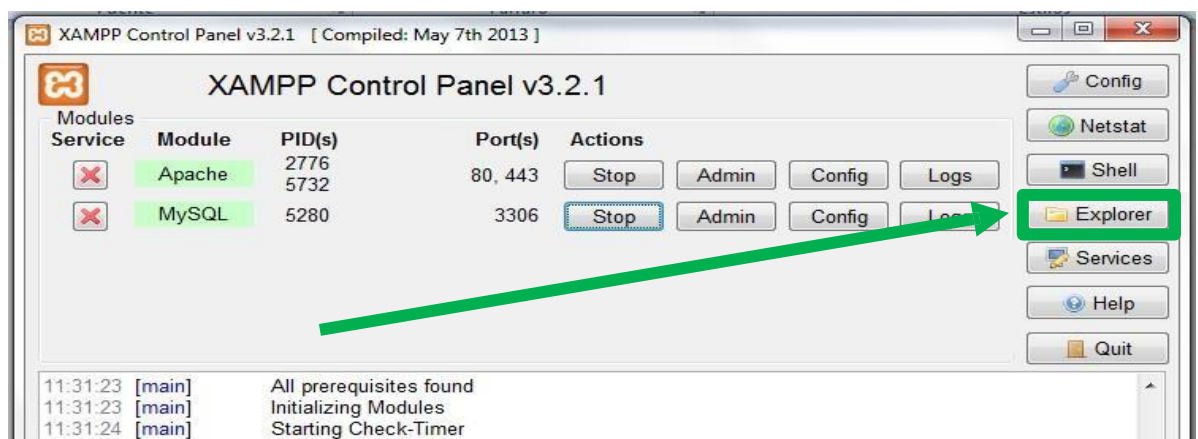 XAMPP Control Panel v3.2.1 [ Compiled: May 7th 2013 ]
XAMPP Control Panel v3.2.1
Config
Modules
Service Module PID(s) Port(s) Actions
Netstat
Apache 2776 5732 80, 443 Stop Admin Config Logs
Shell
MySQL 5280 3306 Stop Admin Config Logs
Explorer
Services
Help
Quit
11:31:23 [main] All prerequisites found
11:31:23 [main] Initializing Modules
11:31:24 [main] Starting Check-Timer